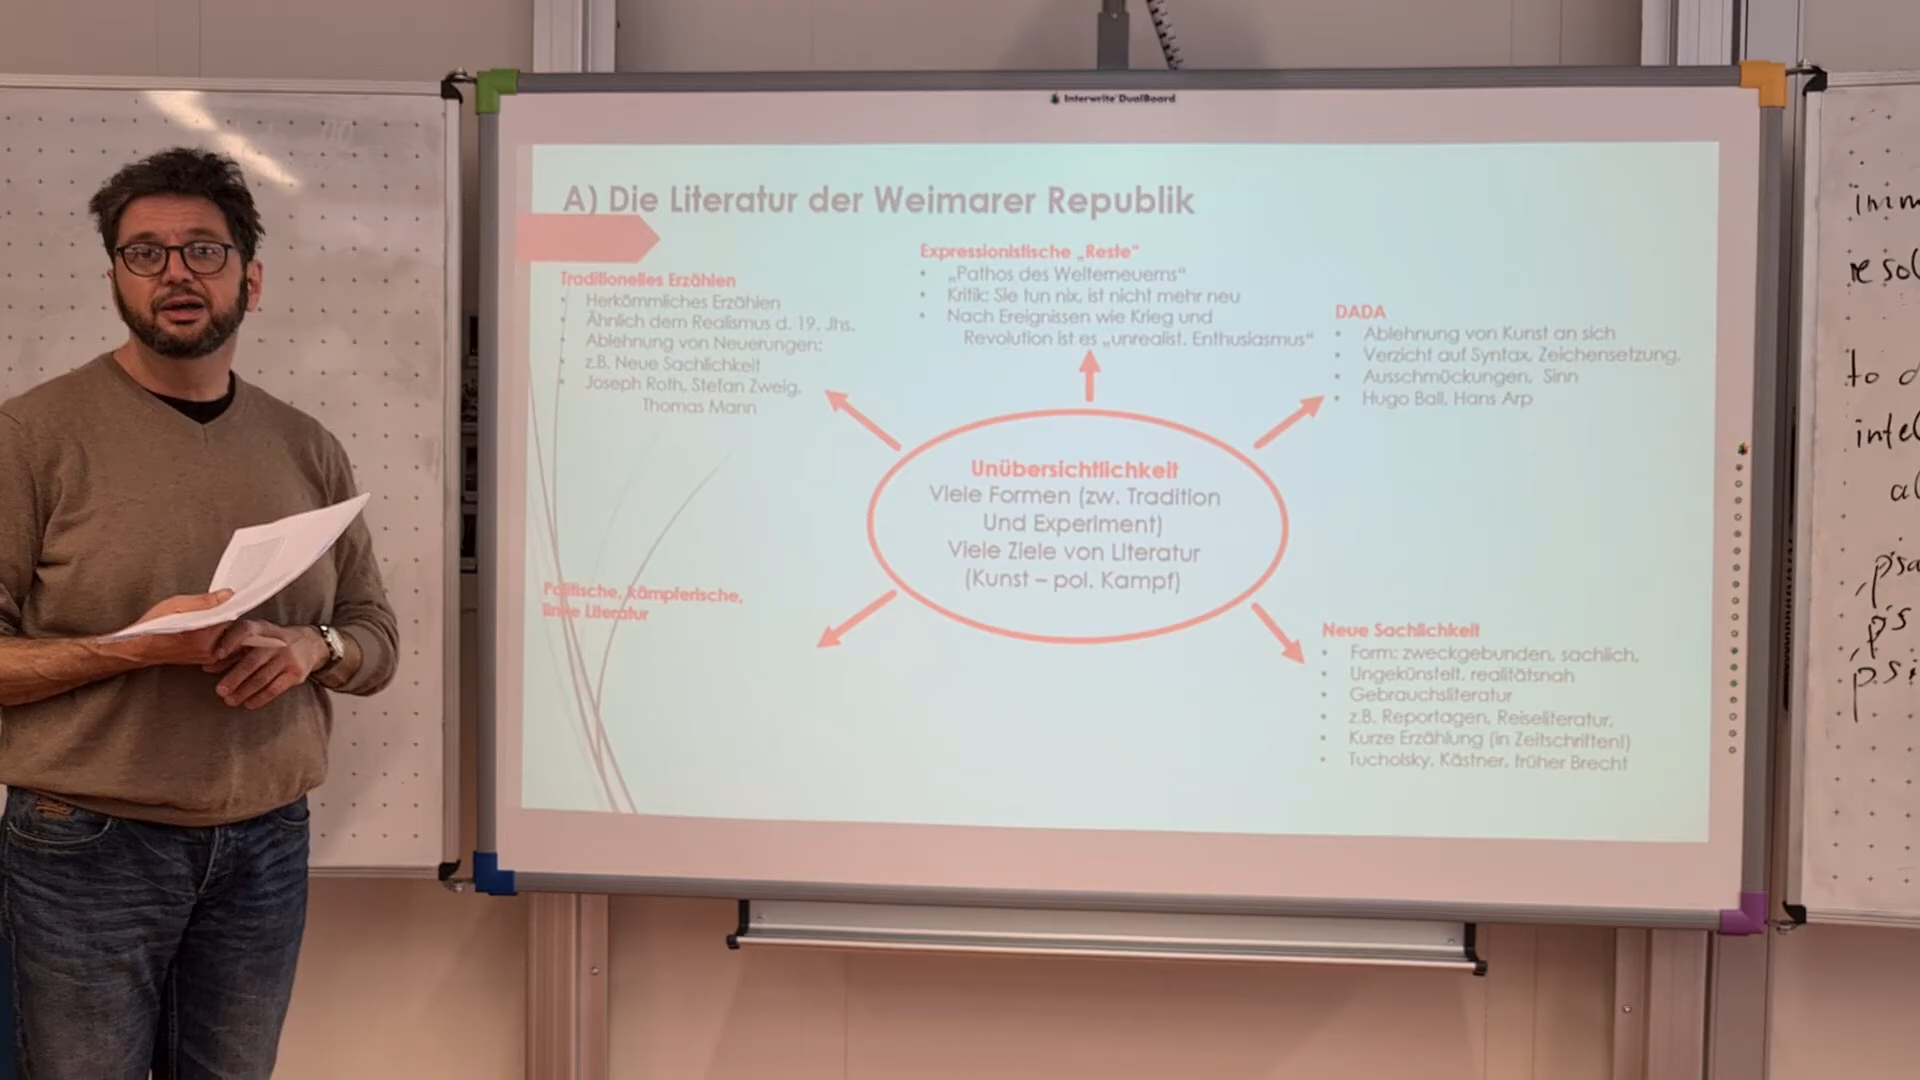 Interwrite DualBoard
A) Die Literatur der Weimarer Republik
Traditionelles Erzählen
• Herkömmliches Erzählen
• Ähnlich dem Realismus d. 19. Jhs.
• Ablehnung von Neuerungen:
• z.B. Neue Sachlichkeit
• Joseph Roth, Stefan Zweig,
Thomas Mann
Expressionistische „Reste“
• „Pathos des Welterneuerns“
• Kritik: Sie tun nix, ist nicht mehr neu
• Nach Ereignissen wie Krieg und
Revolution ist es „unrealist. Enthusiasmus“
DADA
• Ablehnung von Kunst an sich
• Verzicht auf Syntax, Zeichensetzung,
• Ausschmückungen, Sinn
• Hugo Ball, Hans Arp
Unübersichtlichkeit
Viele Formen (zw. Tradition
Und Experiment)
Viele Ziele von Literatur
(Kunst – pol. Kampf)
Politische, kämpferische,
linke Literatur
Neue Sachlichkeit
• Form: zweckgebunden, sachlich,
• Ungekünstelt, realitätsnah
• Gebrauchsliteratur
• z.B. Reportagen, Reiseliteratur,
• Kurze Erzählung (in Zeitschriften!)
• Tucholsky, Kästner, früher Brecht
to